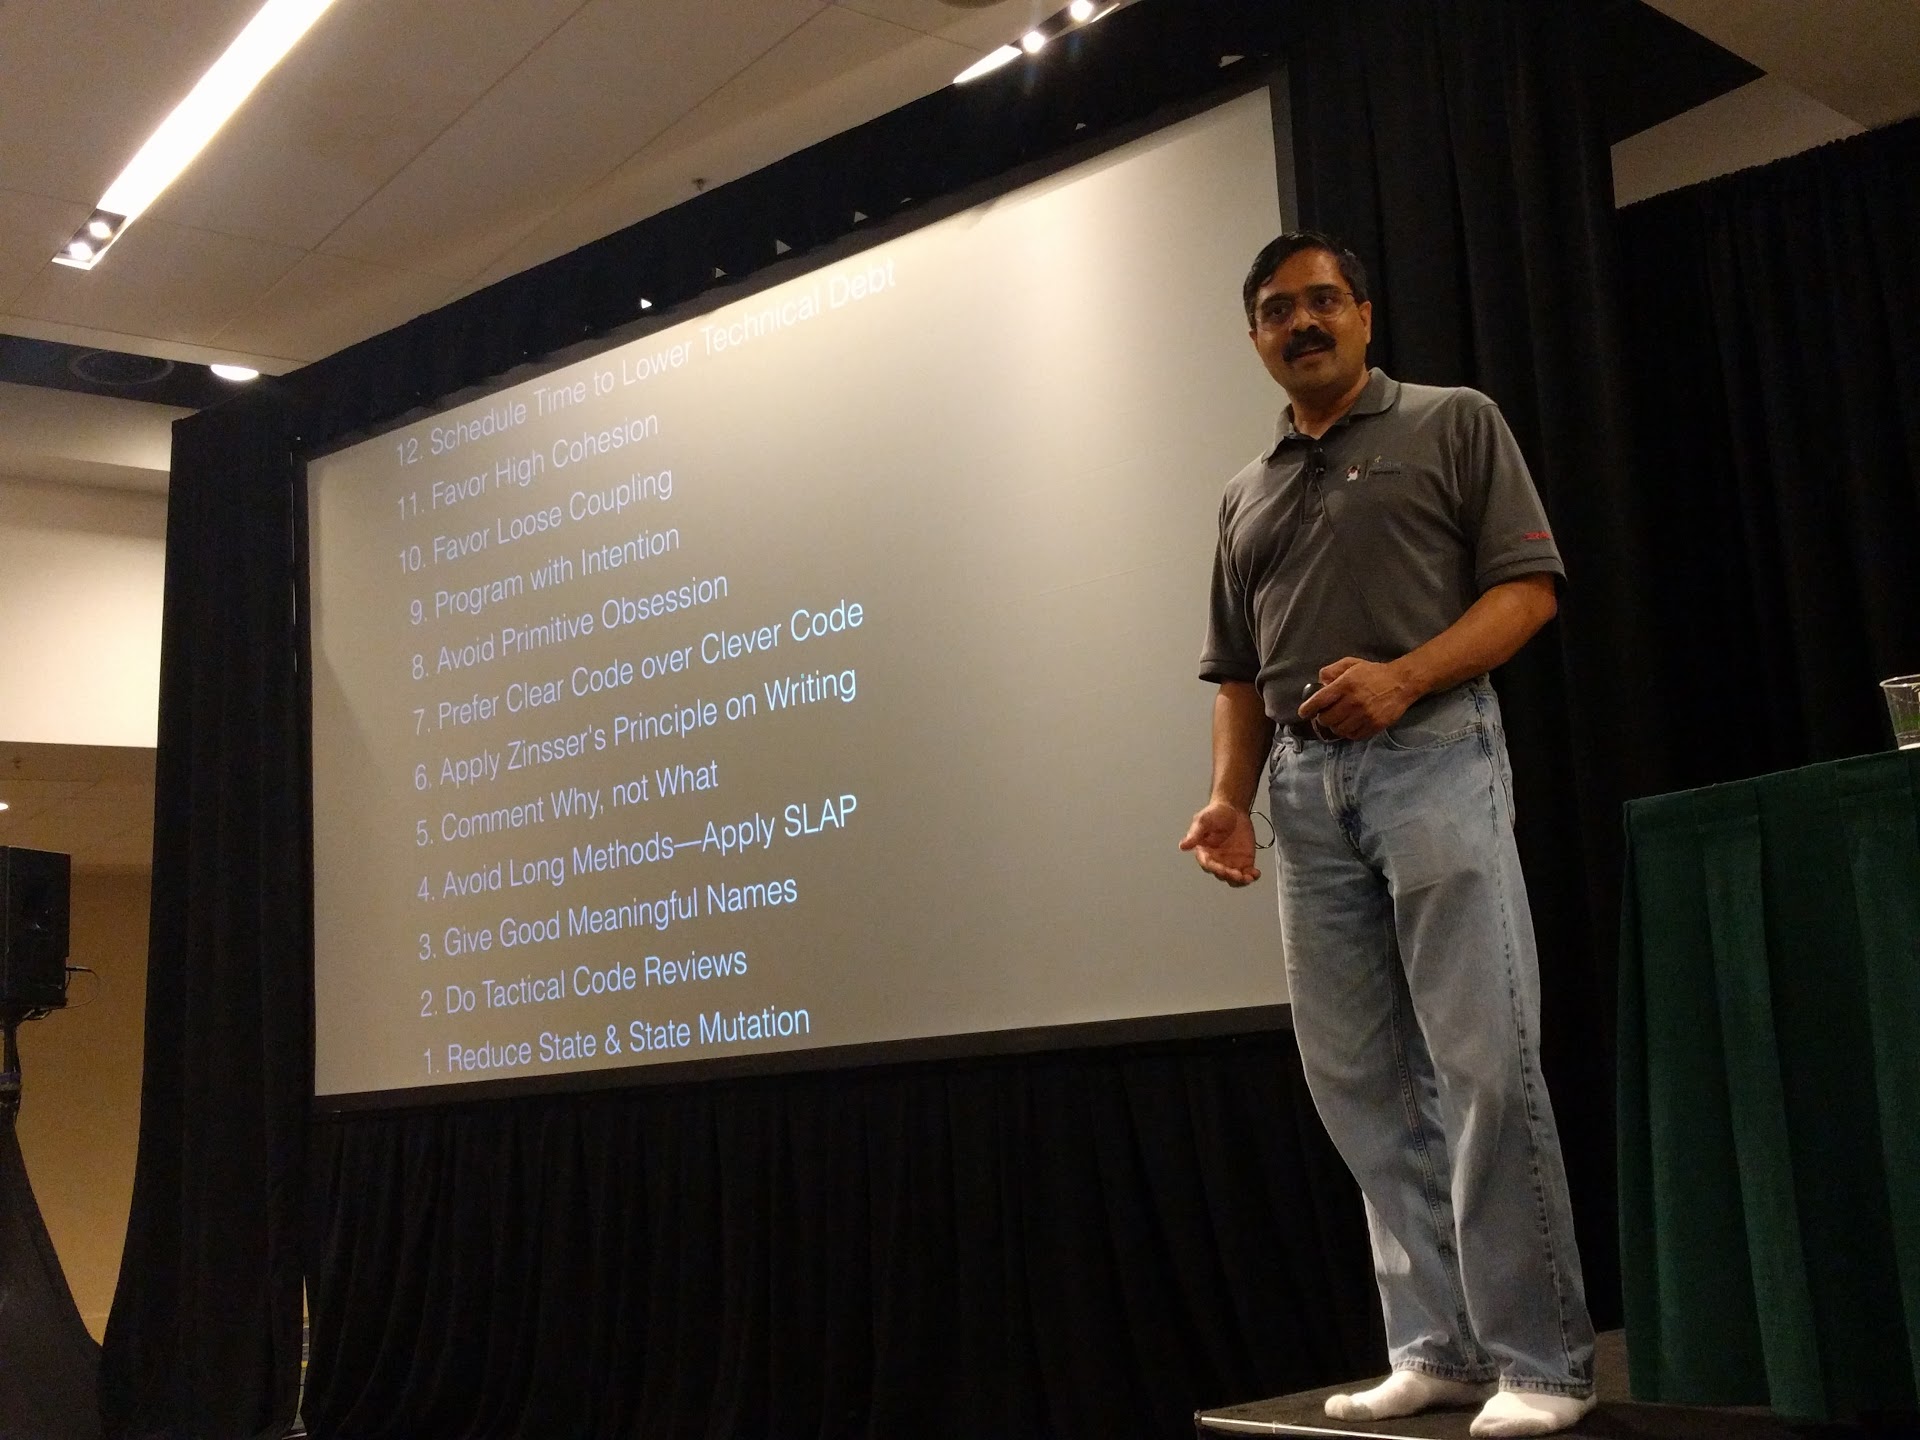 12. Schedule Time to Lower Technical Debt
11. Favor High Cohesion
10. Favor Loose Coupling
9. Program with Intention
8. Avoid Primitive Obsession
7. Prefer Clear Code over Clever Code
6. Apply Zinsser's Principle on Writing
5. Comment Why, not What
4. Avoid Long Methods—Apply SLAP
3. Give Good Meaningful Names
2. Do Tactical Code Reviews
1. Reduce State & State Mutation